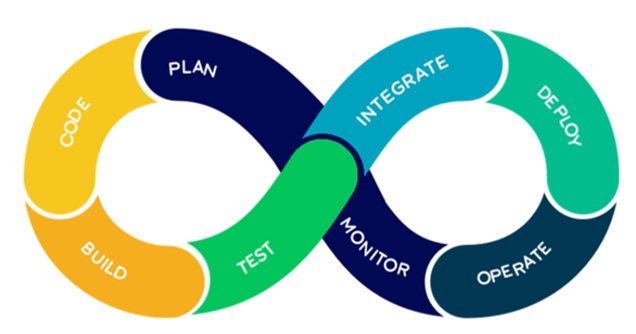 PLAN
CODE
BUILD
TEST
INTEGRATE
DEPLOY
OPERATE
MONITOR